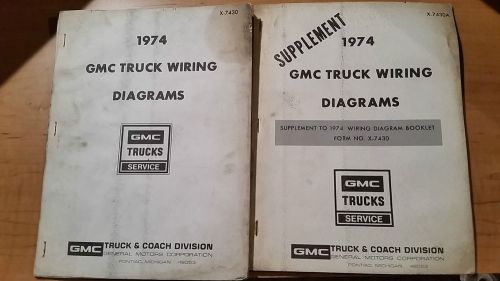 X-7430
1974
GMC TRUCK WIRING
DIAGRAMS
GMC
TRUCKS
SERVICE
GMC TRUCK & COACH DIVISION
GENERAL MOTORS CORPORATION
PONTIAC, MICHIGAN 48053
X-7430A
SUPPLEMENT
1974
GMC TRUCK WIRING
DIAGRAMS
SUPPLEMENT TO 1974 WIRING DIAGRAM BOOKLET
FORM NO. X-7430
GMC
TRUCKS
SERVICE
GMC TRUCK & COACH DIVISION
GENERAL MOTORS CORPORATION
PONTIAC, MICHIGAN 48053